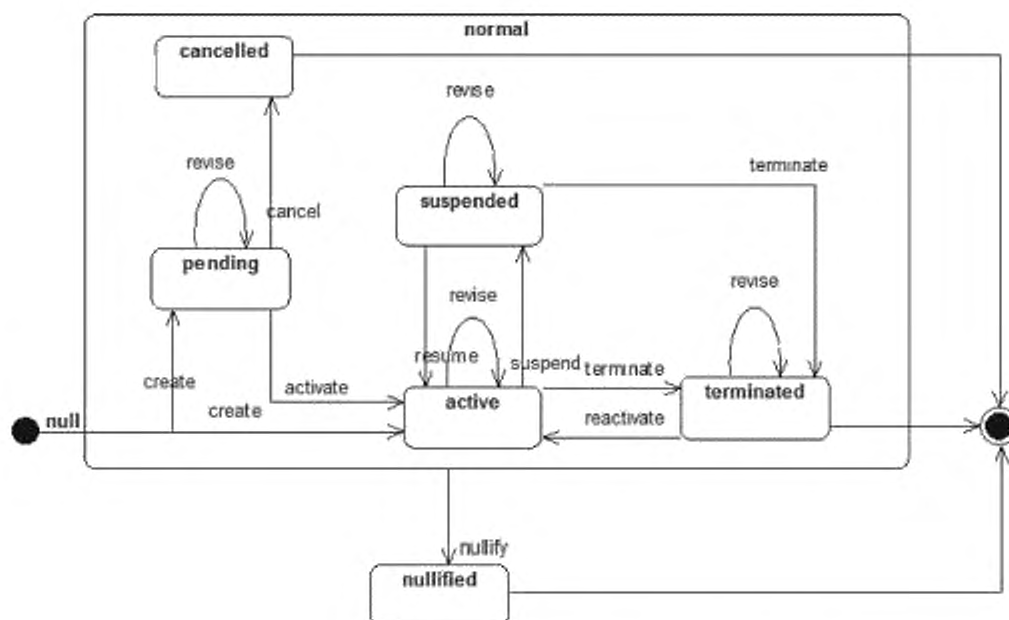 normal
cancelled
revise
revise
terminate
suspended
cancel
pending
revise
revise
resume
suspend
terminate
create
activate
active
terminated
create
reactivate
null
nullify
nullified